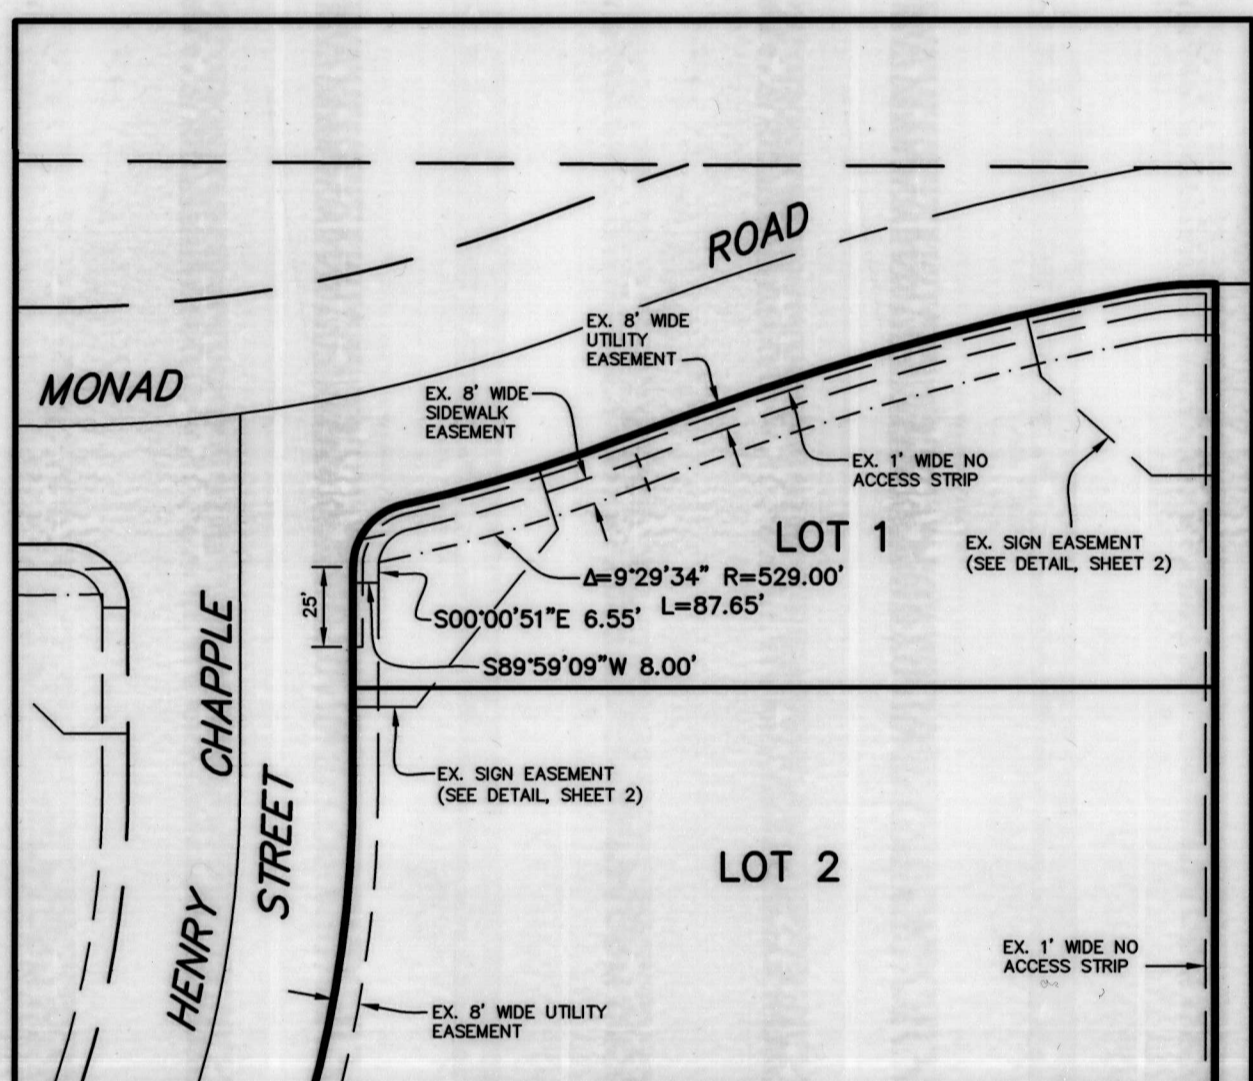 ROAD
MONAD
EX. 8' WIDE
UTILITY
EASEMENT
EX. 8' WIDE
SIDEWALK
EASEMENT
EX. 1' WIDE NO
ACCESS STRIP
LOT 1
EX. SIGN EASEMENT
(SEE DETAIL, SHEET 2)
Δ=9°29'34" R=529.00'
L=87.65'
25'
S00°00'51"E 6.55'
S89°59'09"W 8.00'
HENRY CHAPPLE
STREET
EX. SIGN EASEMENT
(SEE DETAIL, SHEET 2)
LOT 2
EX. 1' WIDE NO
ACCESS STRIP
EX. 8' WIDE UTILITY
EASEMENT